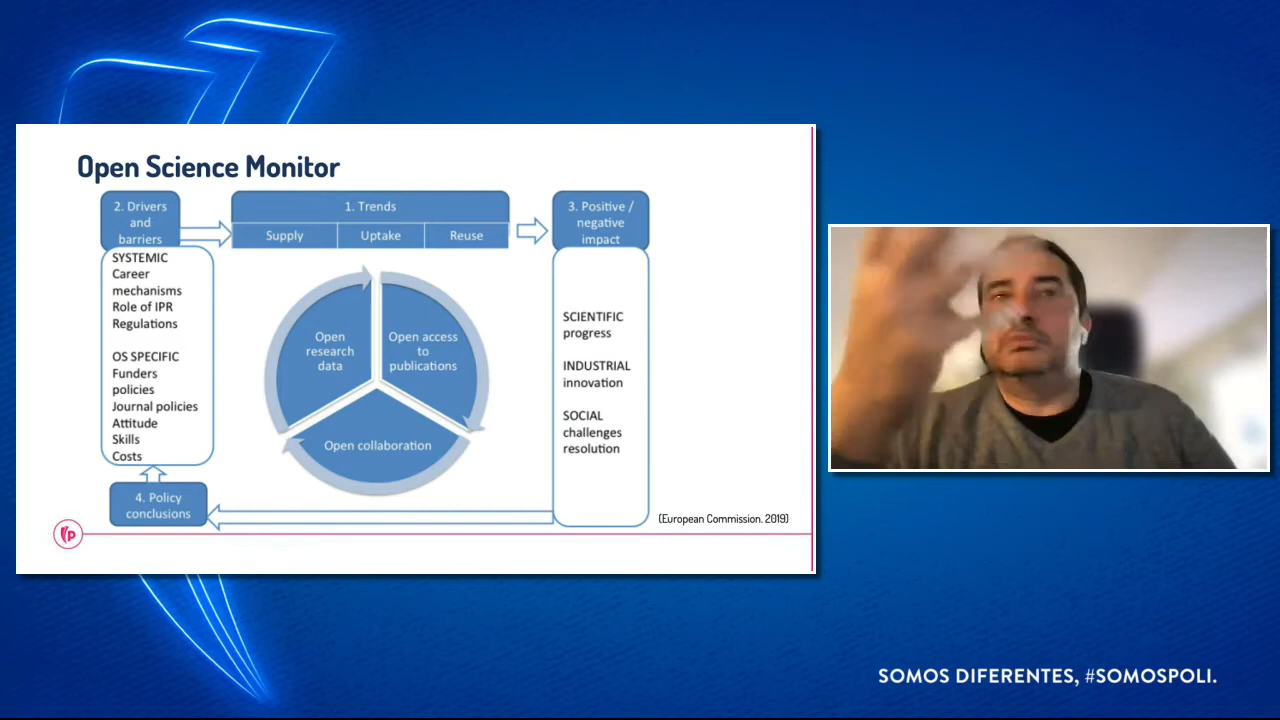 Open Science Monitor
2. Drivers
and
barriers
1. Trends
Supply
Uptake
Reuse
3. Positive /
negative
impact
SYSTEMIC
Career
mechanisms
Role of IPR
Regulations
OS SPECIFIC
Funders
policies
Journal policies
Attitude
Skills
Costs
Open
research
data
Open access
to
publications
Open collaboration
SCIENTIFIC
progress
INDUSTRIAL
innovation
SOCIAL
challenges
resolution
4. Policy
conclusions
(European Commission. 2019)
SOMOS DIFERENTES, #SOMOSPOLI.